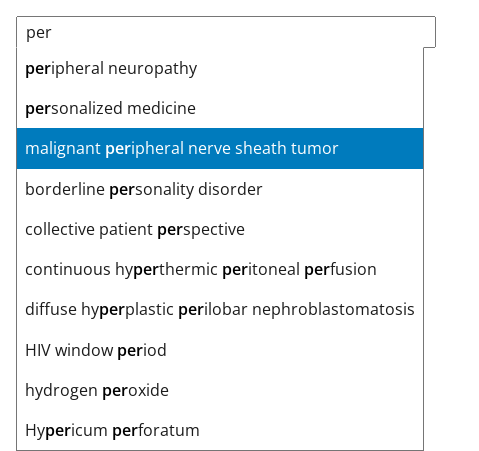 per
peripheral neuropathy
personalized medicine
malignant peripheral nerve sheath tumor
borderline personality disorder
collective patient perspective
continuous hyperthermic peritoneal perfusion
diffuse hyperplastic perilobar nephroblastomatosis
HIV window period
hydrogen peroxide
Hypericum perforatum